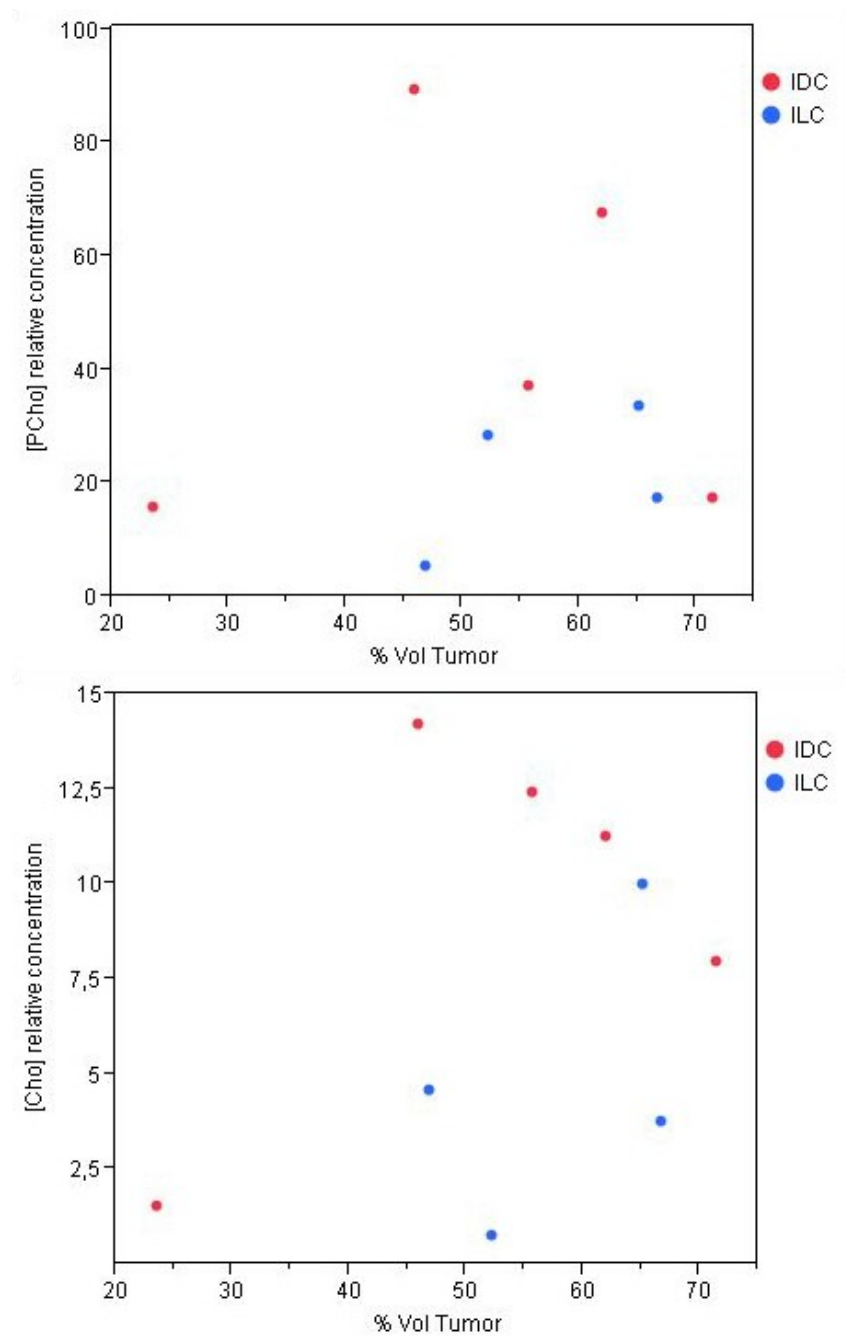 100
80
60
40
20
0
[PCho] relative concentration
20 30 40 50 60 70
% Vol Tumor
IDC
ILC
15
12,5
10
7,5
5
2,5
[Cho] relative concentration
20 30 40 50 60 70
% Vol Tumor
IDC
ILC